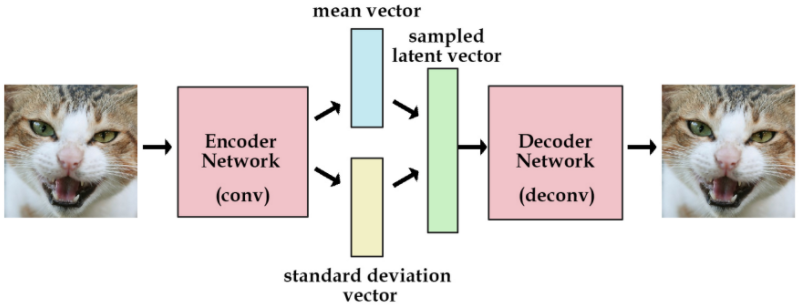 mean vector
sampled
latent vector
Encoder
Network
(conv)
Decoder
Network
(deconv)
standard deviation
vector